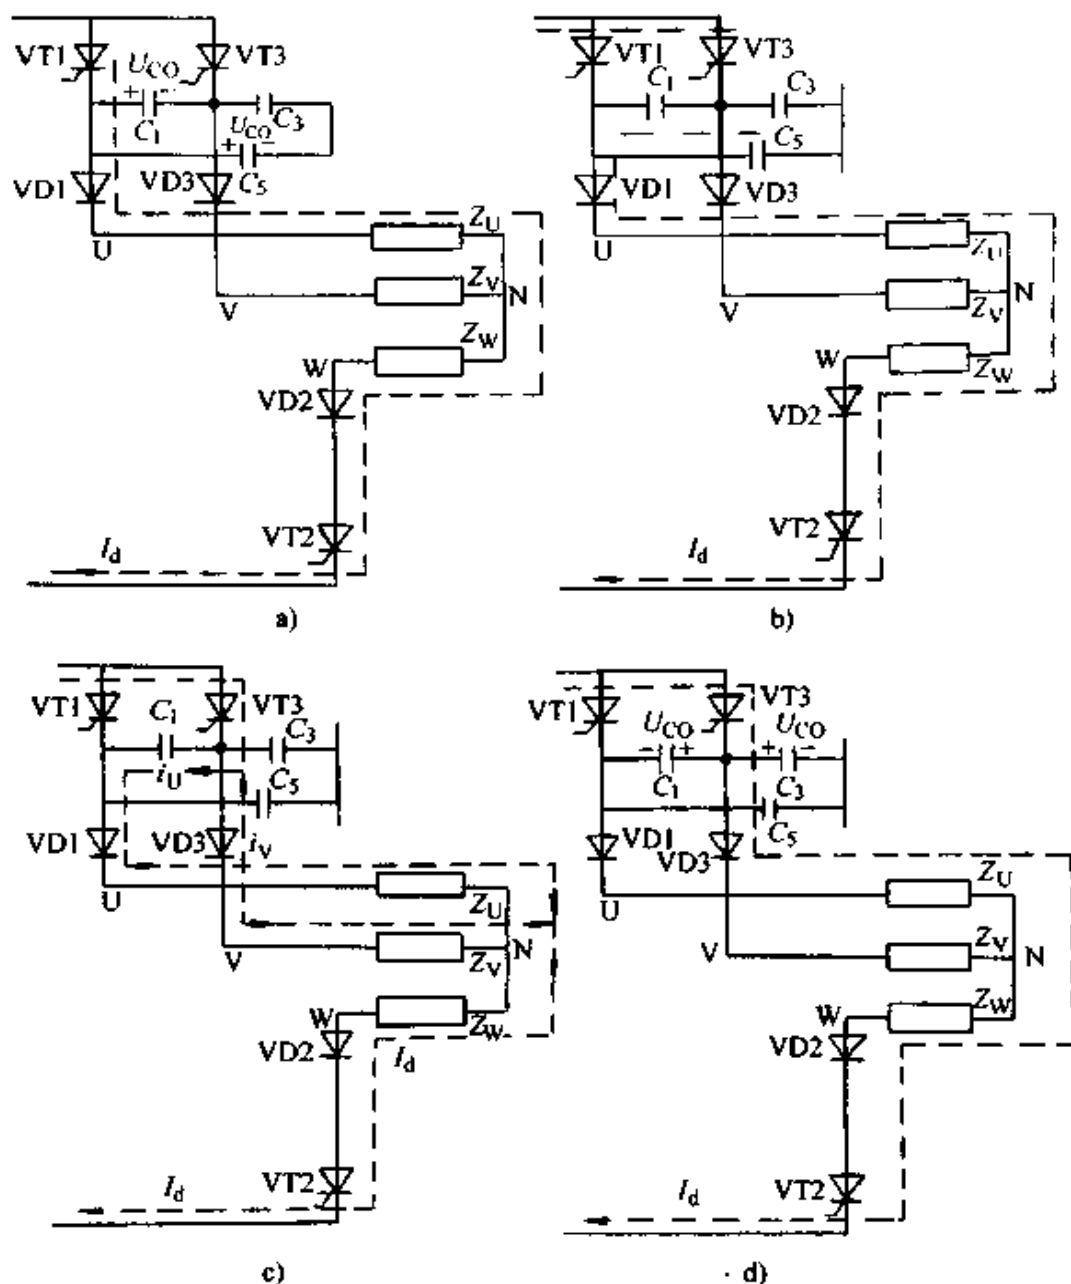 VT1
U_CO
VT3
+ -
C_1
C_3
U_CO
+ -
C_5
VD1
VD3
Z_U
U
Z_V
N
V
Z_W
W
VD2
VT2
I_d
a)
VT1
VT3
C_1
C_3
C_5
VD1
VD3
U
Z_U
N
V
Z_V
W
Z_W
VD2
VT2
I_d
b)
VT1
VT3
C_1
C_3
i_U
C_5
VD1
VD3
i_V
U
Z_U
N
V
Z_V
W
Z_W
VD2
I_d
VT2
I_d
c)
VT1
VT3
U_CO
U_CO
- +
+ -
C_1
C_3
C_5
VD1
VD3
Z_U
U
Z_V
N
V
Z_W
W
VD2
VT2
I_d
d)